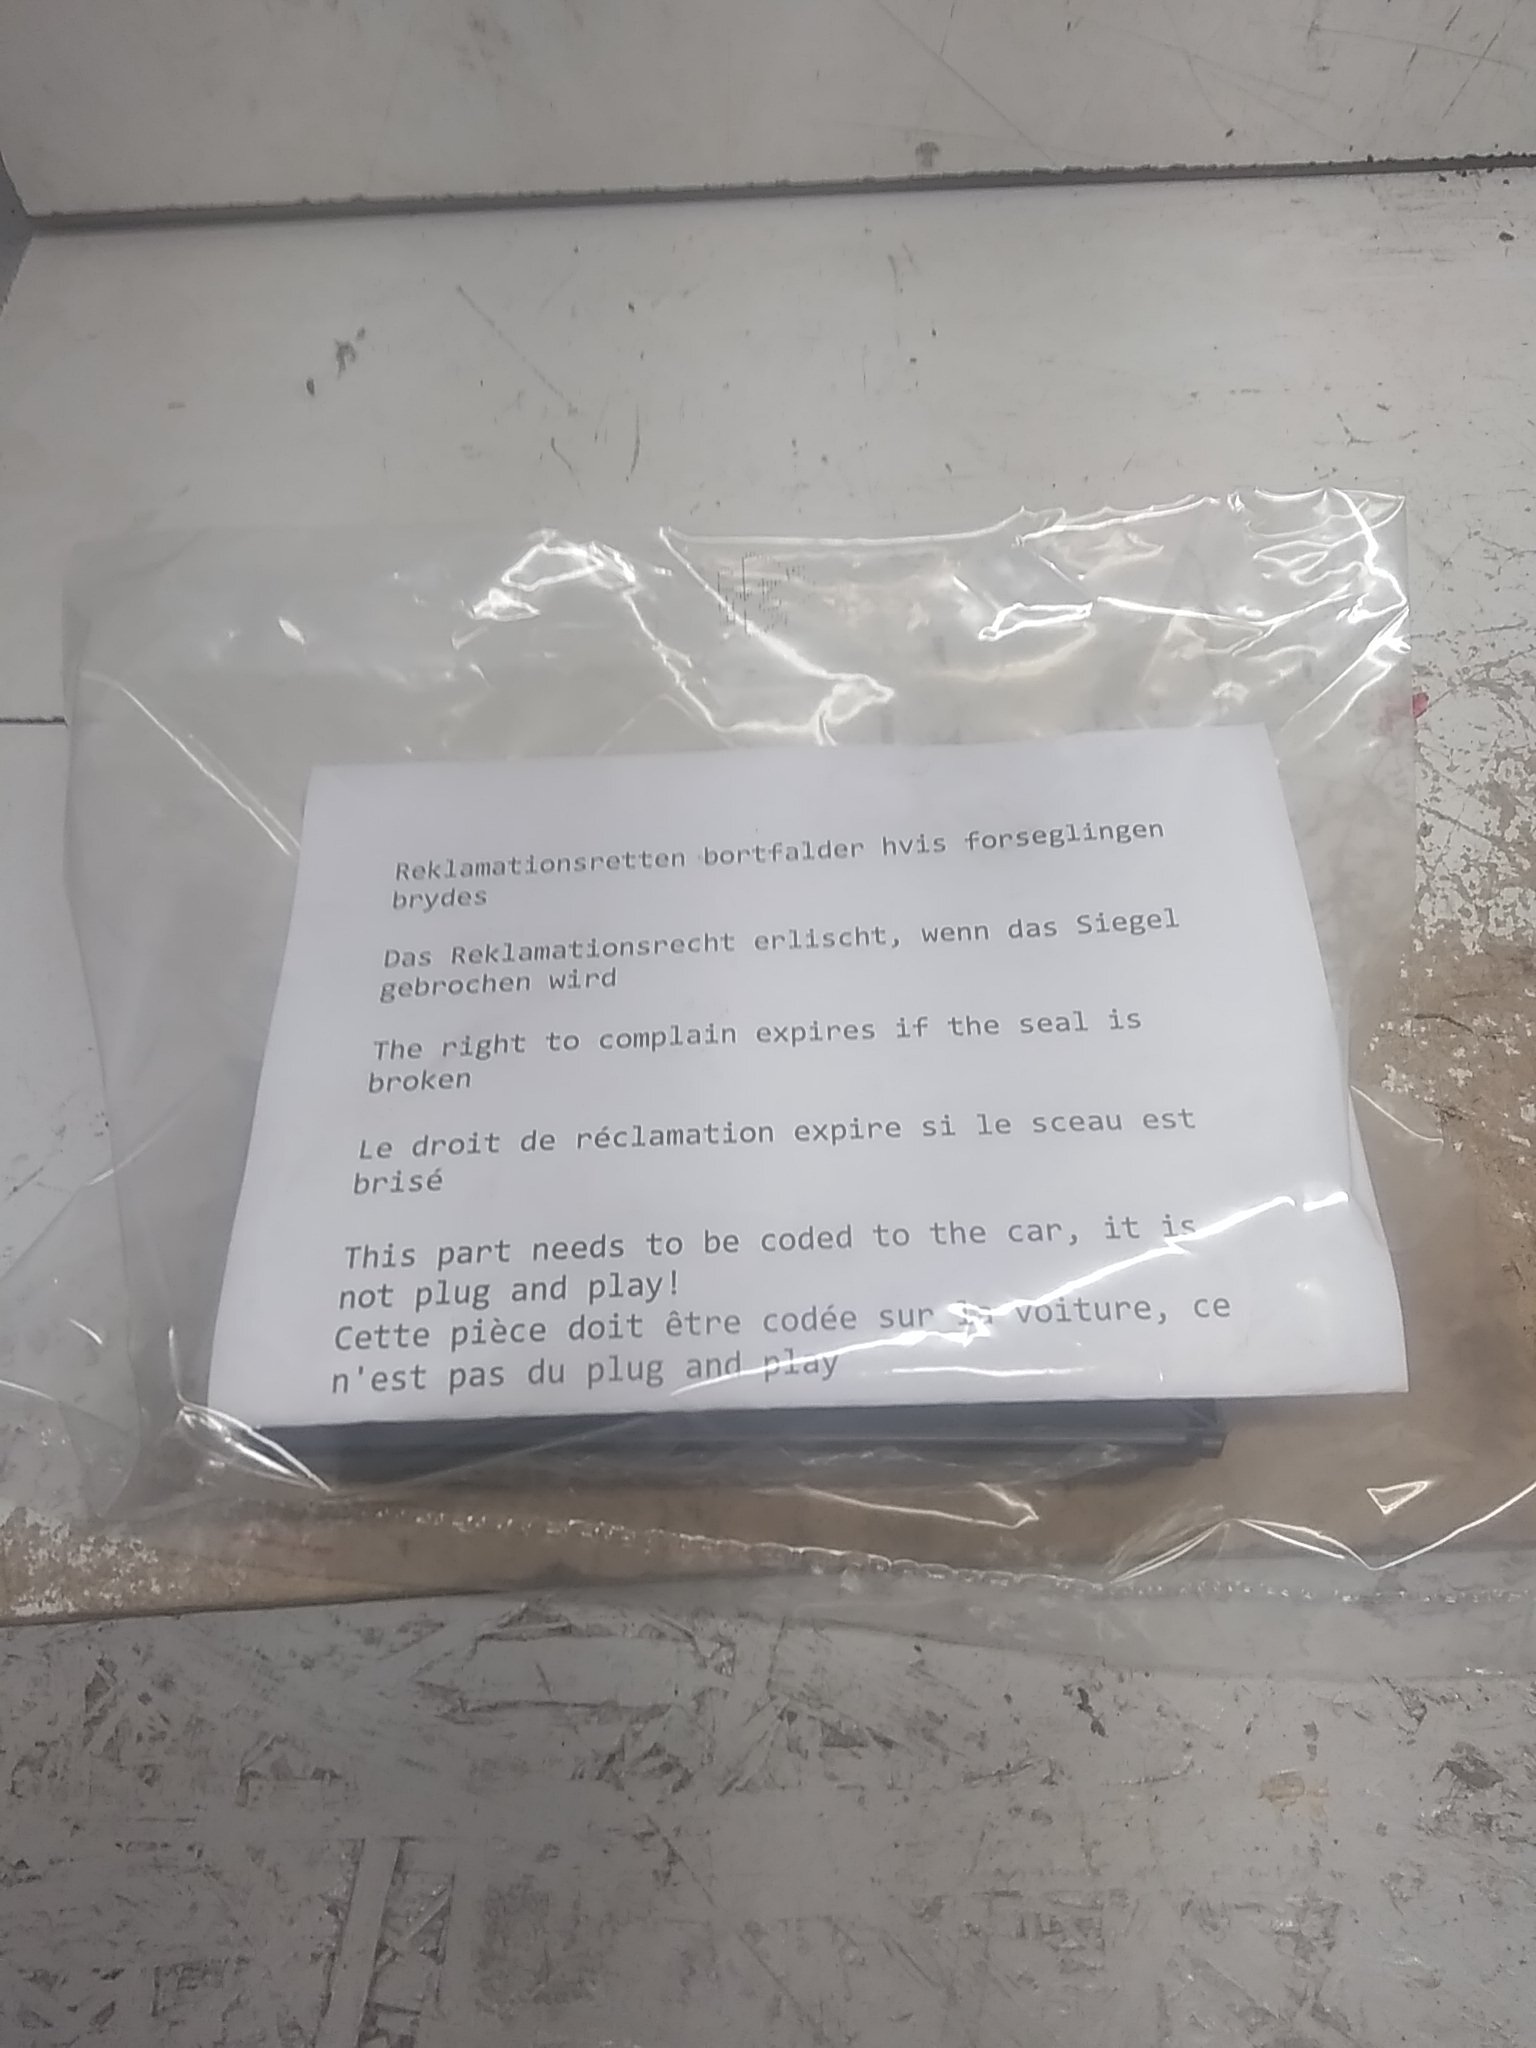 Reklamationsretten bortfalder hvis forseglingen
brydes
Das Reklamationsrecht erlischt, wenn das Siegel
gebrochen wird
The right to complain expires if the seal is
broken
Le droit de réclamation expire si le sceau est
brisé
This part needs to be coded to the car, it is
not plug and play!
Cette pièce doit être codée sur la voiture, ce
n'est pas du plug and play